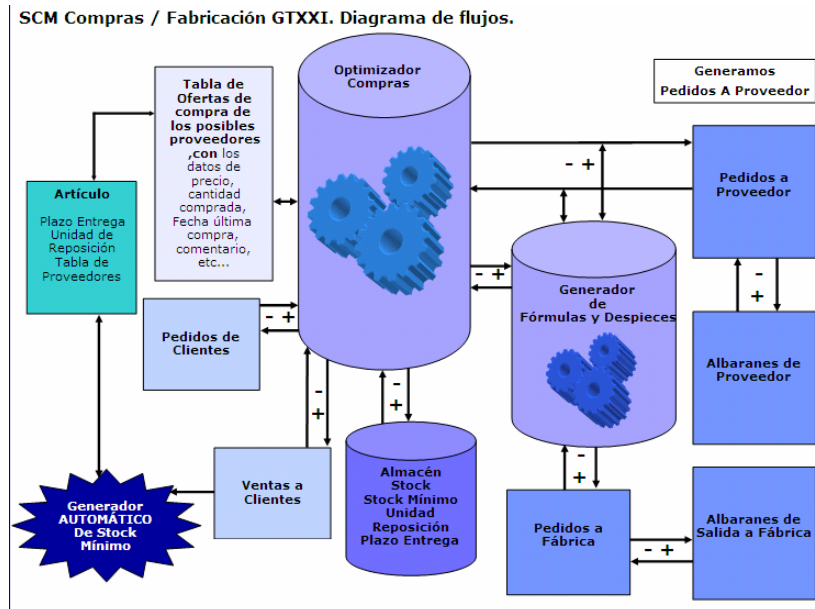 SCM Compras / Fabricación GTXXI. Diagrama de flujos.
Optimizador
Compras
Tabla de
Ofertas de
compra de
los posibles
proveedores
,con los
datos de
precio,
cantidad
comprada,
Fecha última
compra,
comentario,
etc...
Generamos
Pedidos A Proveedor
Artículo
Plazo Entrega
Unidad de
Reposición
Tabla de
Proveedores
- +
Pedidos a
Proveedor
- +
Generador
de
Fórmulas y Despieces
-
+
Pedidos de
Clientes
- +
Albaranes de
Proveedor
-
+
-
+
Ventas a
Clientes
Almacén
Stock
Stock Mínimo
Unidad
Reposición
Plazo Entrega
-
+
Generador
AUTOMÁTICO
De Stock
Mínimo
Pedidos a
Fábrica
- +
Albaranes de
Salida a Fábrica